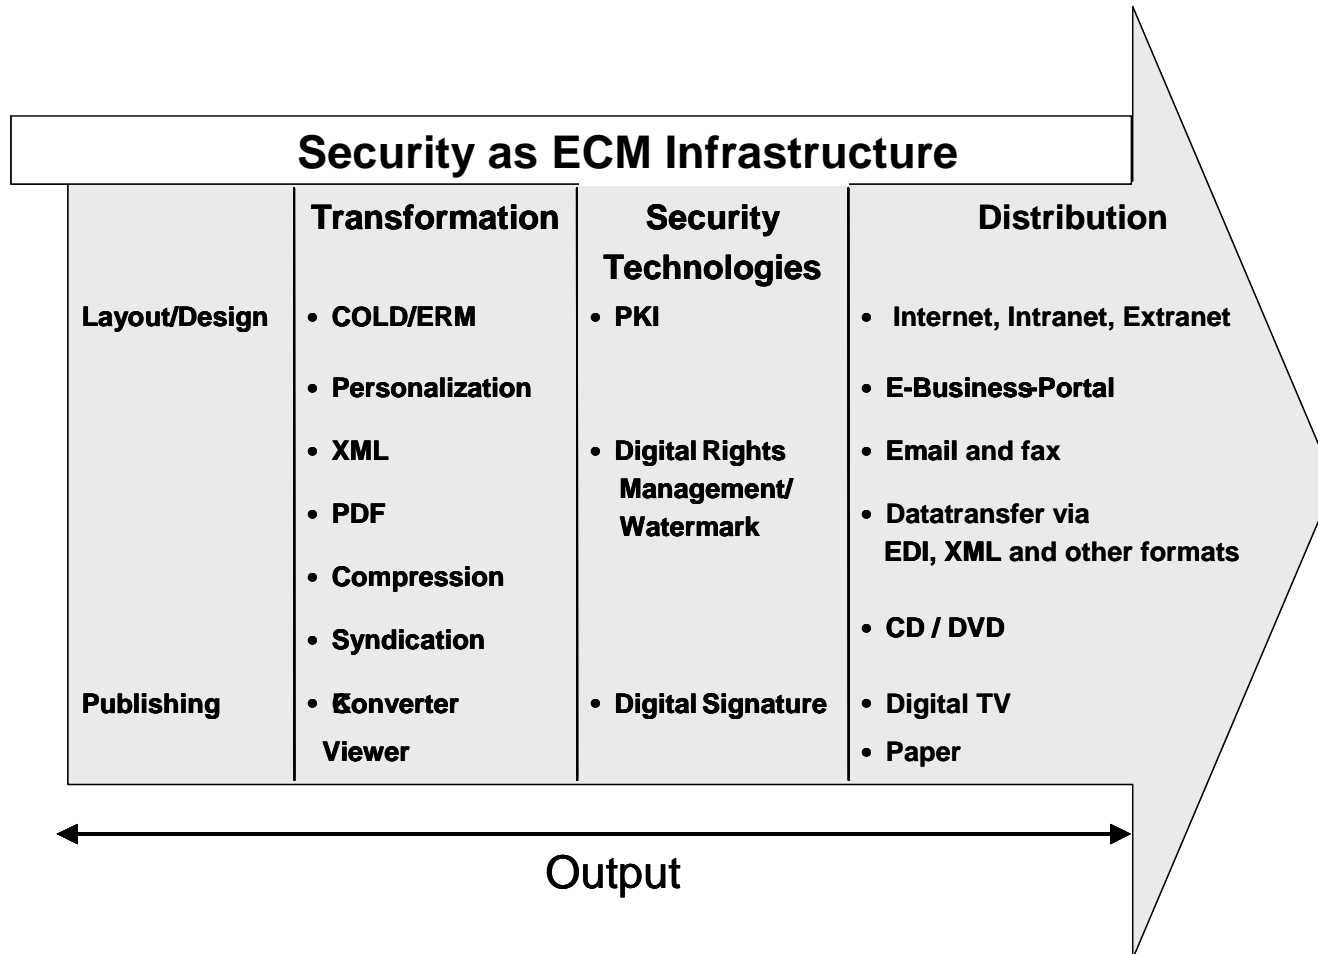 Security as ECM Infrastructure
Layout/Design
Publishing
Transformation
• COLD/ERM
• Personalization
• XML
• PDF
• Compression
• Syndication
• Konverter
Viewer
Security
Technologies
• PKI
• Digital Rights
Management/
Watermark
• Digital Signature
Distribution
• Internet, Intranet, Extranet
• E-Business-Portal
• Email and fax
• Datatransfer via
EDI, XML and other formats
• CD / DVD
• Digital TV
• Paper
Output